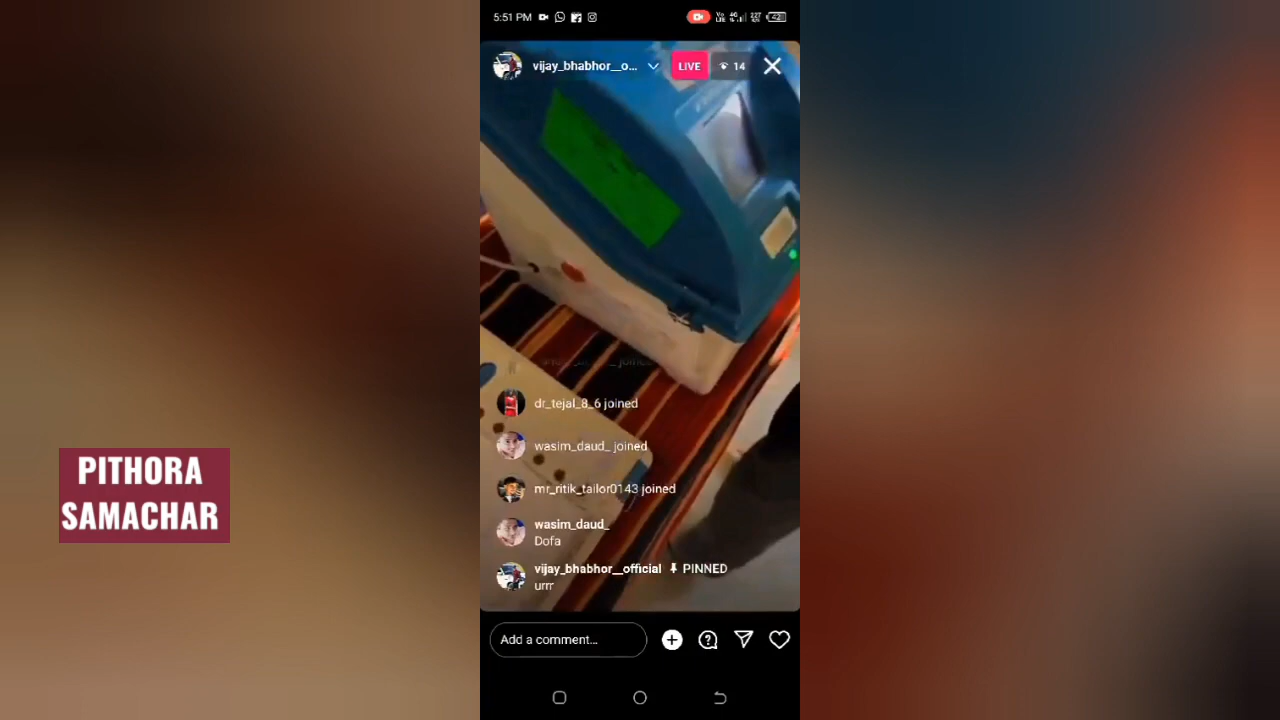 5:51 PM
42
vijay_bhabhor__o...
LIVE
14
dr_tejal_8_6 joined
wasim_daud_ joined
mr_ritik_tailor0143 joined
wasim_daud_
Dofa
vijay_bhabhor__official PINNED
urrr
Add a comment...
PITHORA
SAMACHAR